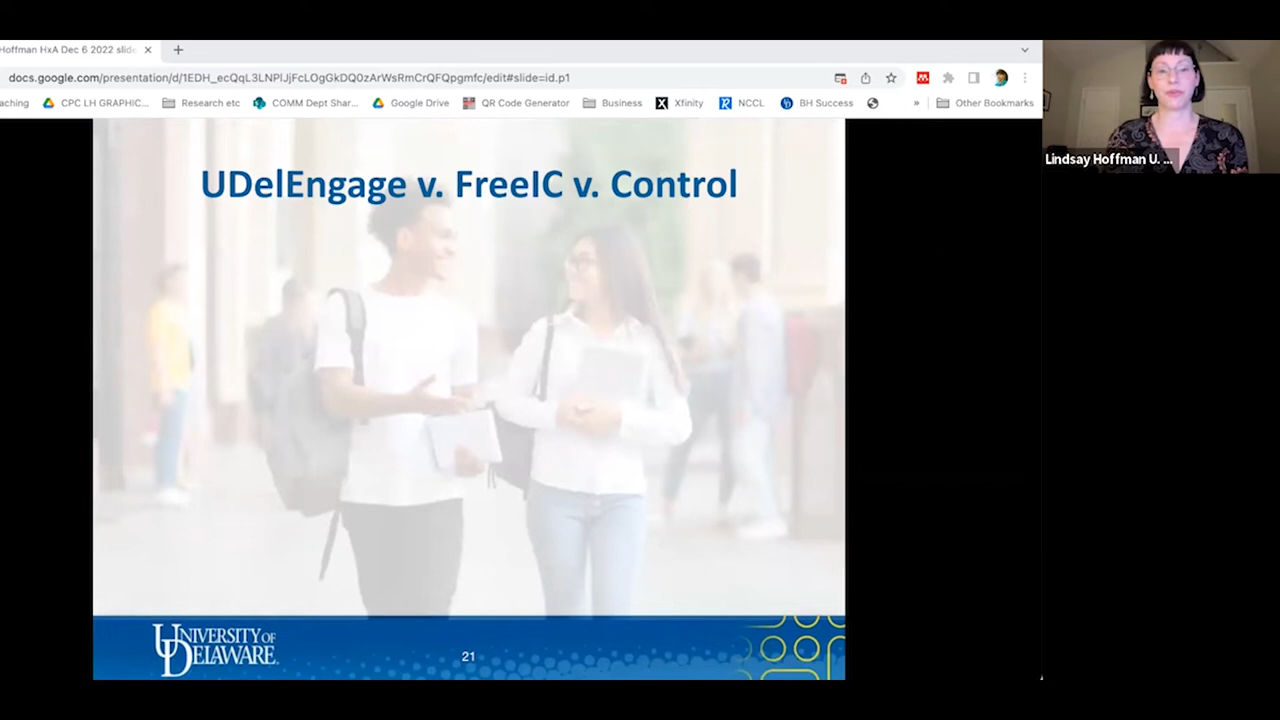 Hoffman HxA Dec 6 2022 slide
docs.google.com/presentation/d/1EDH_ecQqL3LNPlJjFcLOgGkDQ0zArWsRmCrQFQpgmfc/edit#slide=id.p1
aching CPC LH GRAPHIC... Research etc COMM Dept Shar... Google Drive QR Code Generator Business X Xfinity NCCL BH Success » Other Bookmarks
Lindsay Hoffman U. ...
UDelEngage v. FreeIC v. Control
UNIVERSITY OF
DELAWARE
21